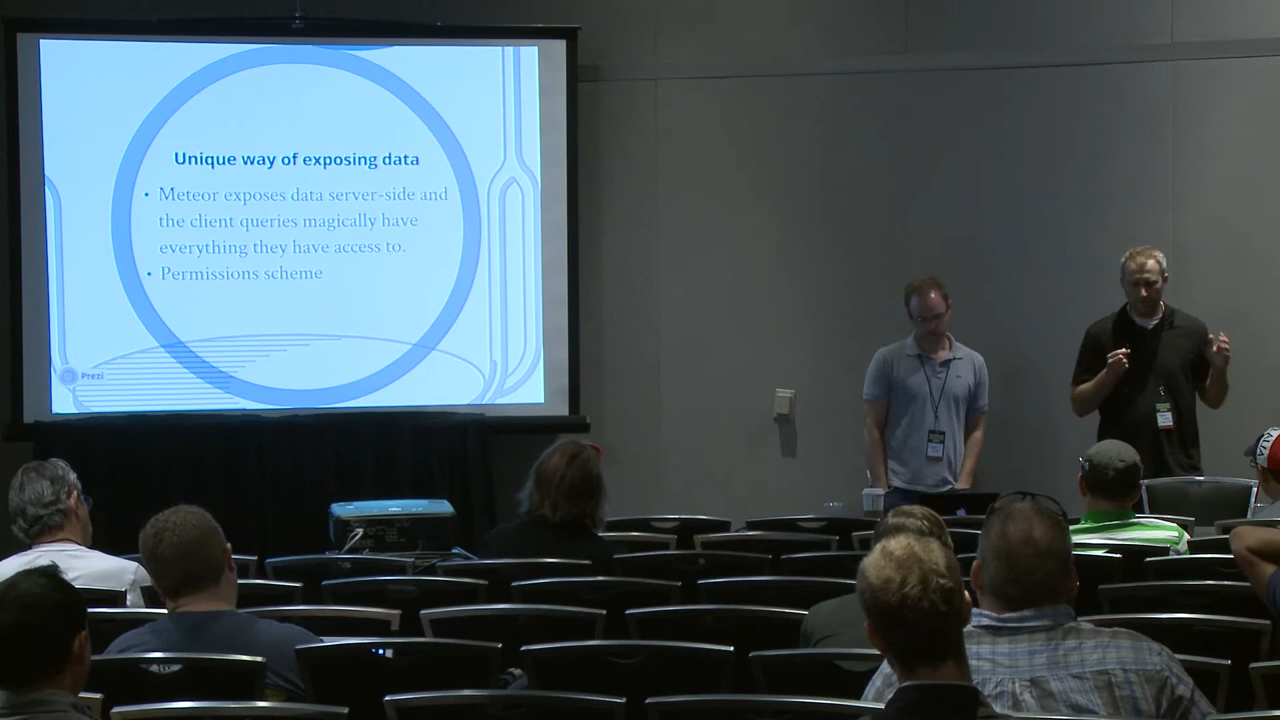 Unique way of exposing data
• Meteor exposes data server-side and
the client queries magically have
everything they have access to.
• Permissions scheme
Prezi